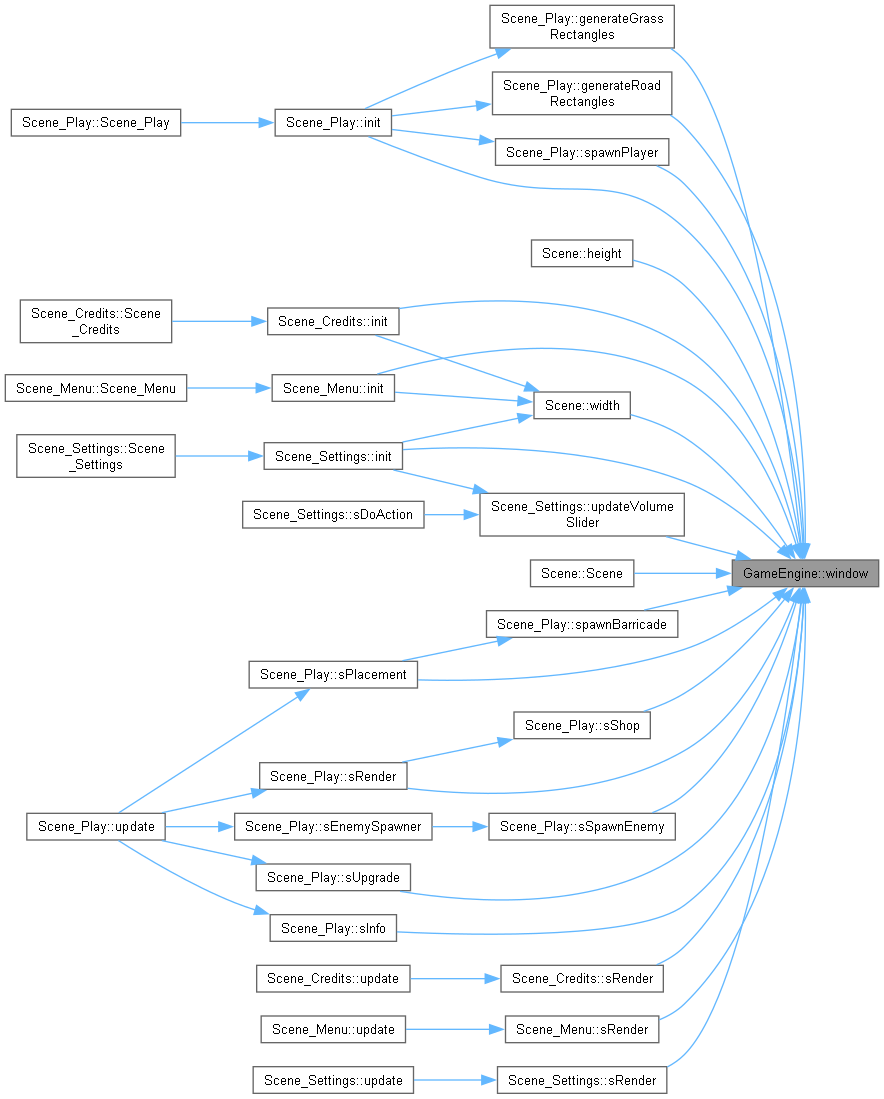 Scene_Play::generateGrass
Rectangles
Scene_Play::generateRoad
Rectangles
Scene_Play::Scene_Play
Scene_Play::init
Scene_Play::spawnPlayer
Scene::height
Scene_Credits::Scene
_Credits
Scene_Credits::init
Scene_Menu::Scene_Menu
Scene_Menu::init
Scene::width
Scene_Settings::Scene
_Settings
Scene_Settings::init
Scene_Settings::sDoAction
Scene_Settings::updateVolume
Slider
Scene::Scene
GameEngine::window
Scene_Play::spawnBarricade
Scene_Play::sPlacement
Scene_Play::sShop
Scene_Play::sRender
Scene_Play::update
Scene_Play::sEnemySpawner
Scene_Play::sSpawnEnemy
Scene_Play::sUpgrade
Scene_Play::sInfo
Scene_Credits::update
Scene_Credits::sRender
Scene_Menu::update
Scene_Menu::sRender
Scene_Settings::update
Scene_Settings::sRender